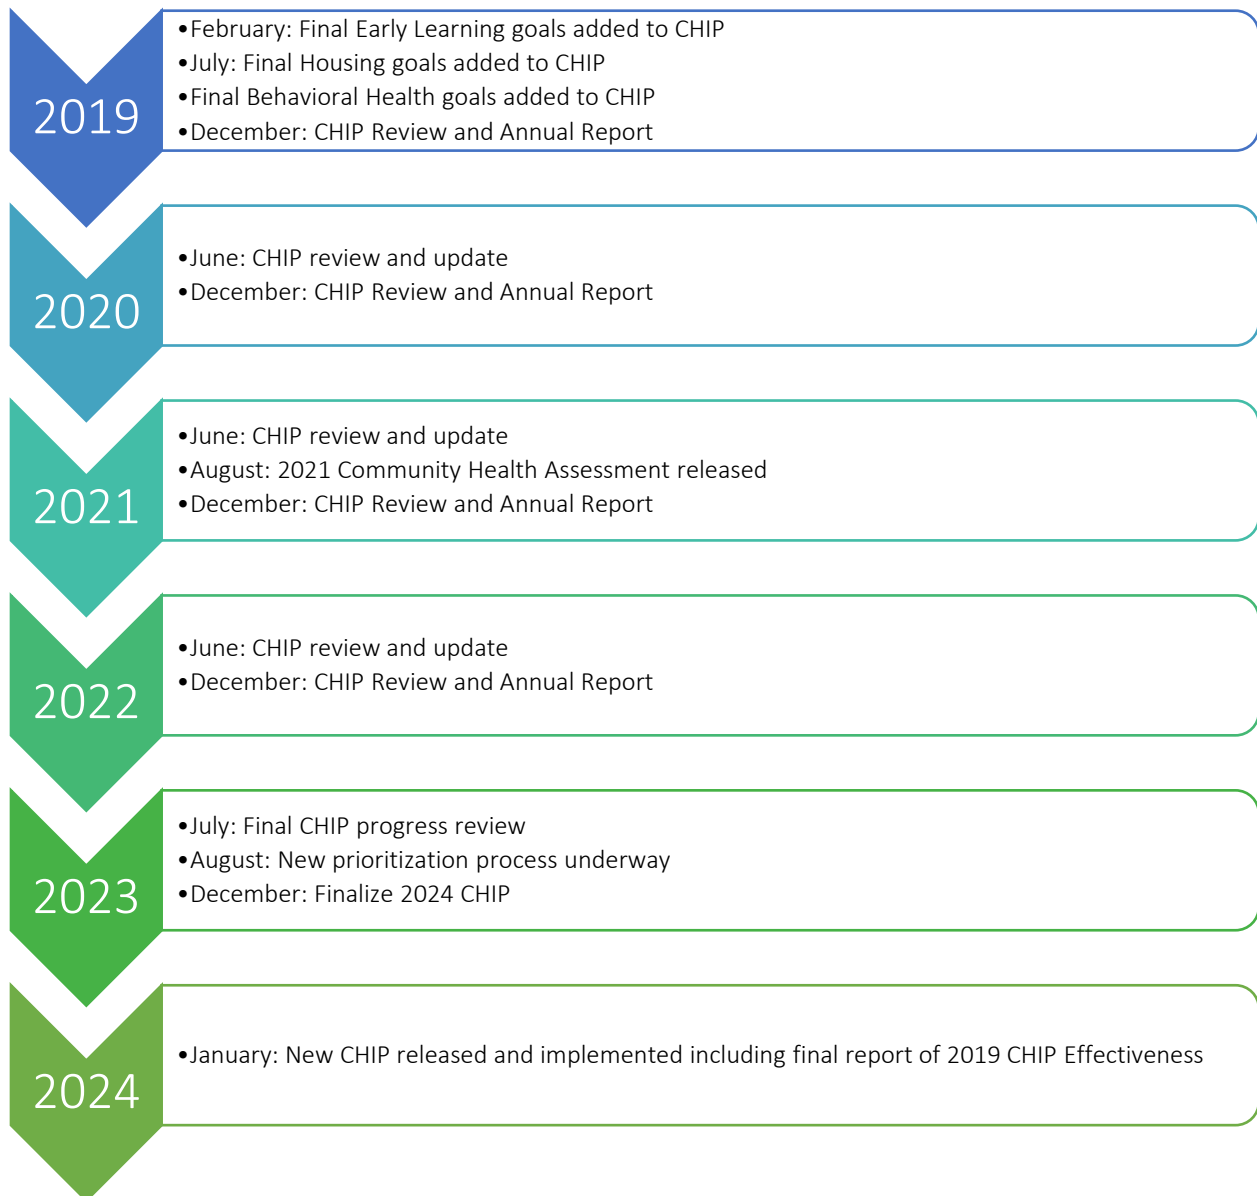 2019
•February: Final Early Learning goals added to CHIP
•July: Final Housing goals added to CHIP
•Final Behavioral Health goals added to CHIP
•December: CHIP Review and Annual Report
2020
•June: CHIP review and update
•December: CHIP Review and Annual Report
2021
•June: CHIP review and update
•August: 2021 Community Health Assessment released
•December: CHIP Review and Annual Report
2022
•June: CHIP review and update
•December: CHIP Review and Annual Report
2023
•July: Final CHIP progress review
•August: New prioritization process underway
•December: Finalize 2024 CHIP
2024
•January: New CHIP released and implemented including final report of 2019 CHIP Effectiveness